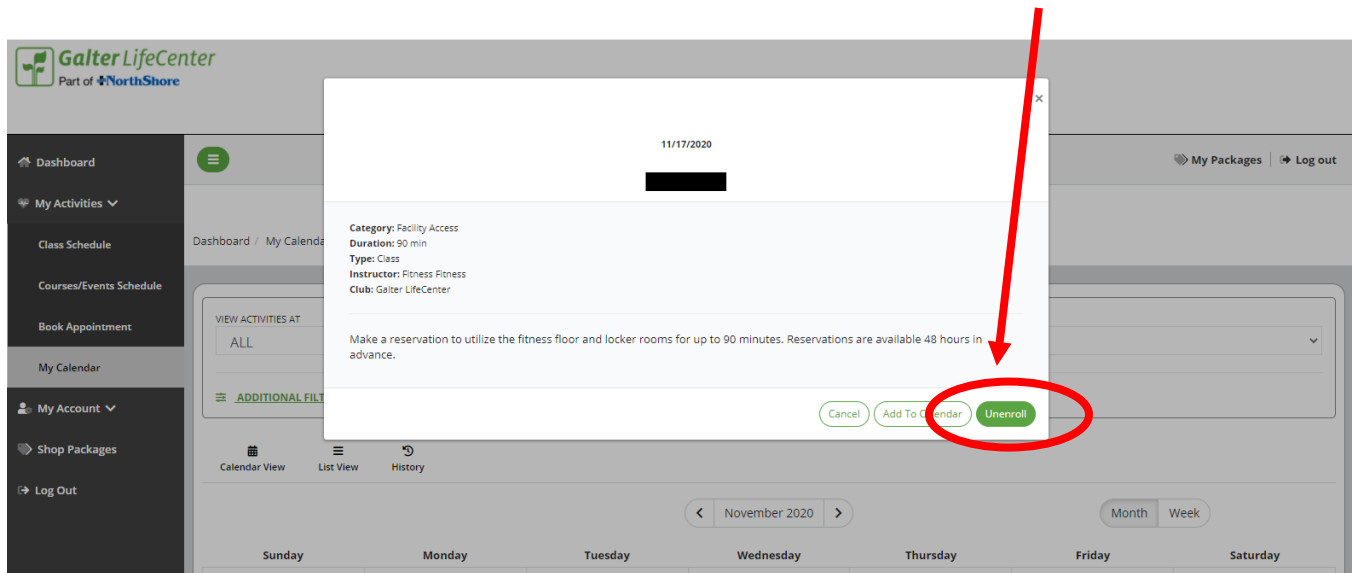 Galter LifeCenter
Part of NorthShore
×
11/17/2020
Dashboard
My Packages
Log out
My Activities
Category: Facility Access
Class Schedule
Dashboard / My Calenda
Duration: 90 min
Type: Class
Instructor: Fitness Fitness
Courses/Events Schedule
Club: Galter LifeCenter
VIEW ACTIVITIES AT
Book Appointment
ALL
Make a reservation to utilize the fitness floor and locker rooms for up to 90 minutes. Reservations are available 48 hours in
advance.
My Calendar
ADDITIONAL FILT
My Account
Cancel
Add To Calendar
Unenroll
Shop Packages
Calendar View
List View
History
Log Out
November 2020
Month
Week
Sunday Monday Tuesday Wednesday Thursday Friday Saturday